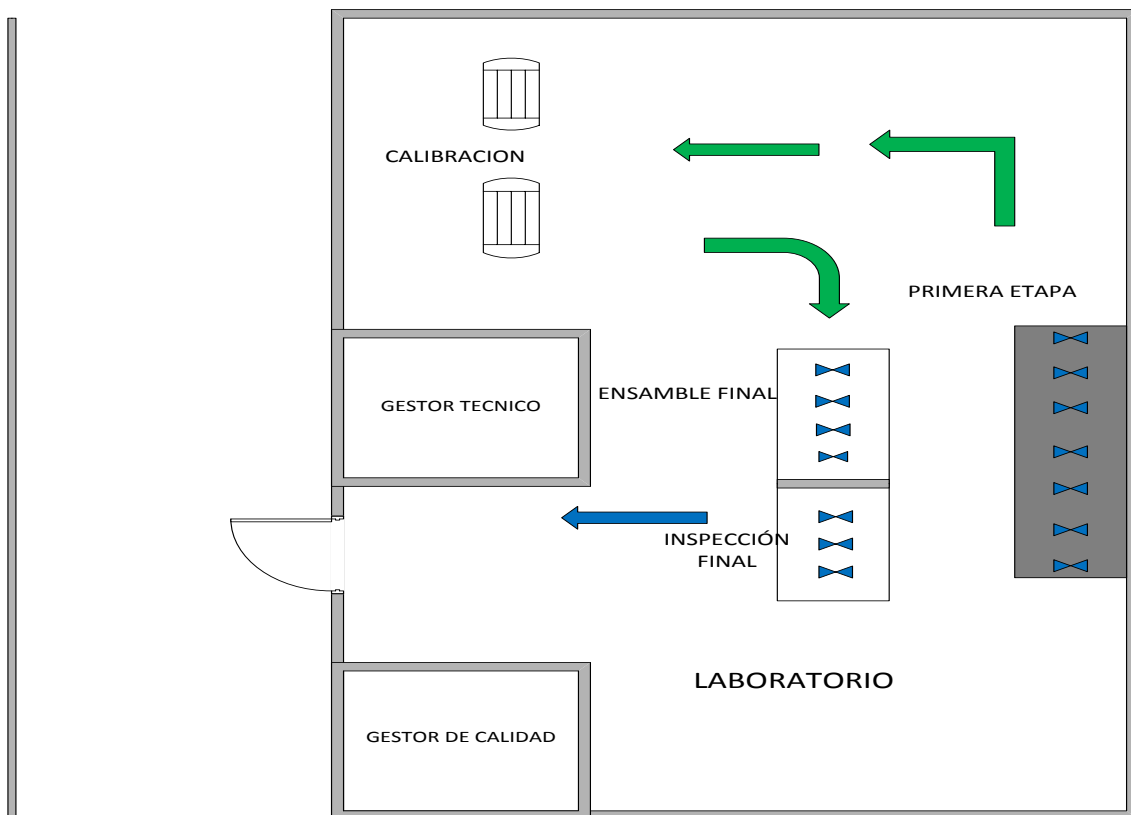 CALIBRACION
PRIMERA ETAPA
ENSAMBLE FINAL
GESTOR TECNICO
INSPECCIÓN
FINAL
LABORATORIO
GESTOR DE CALIDAD